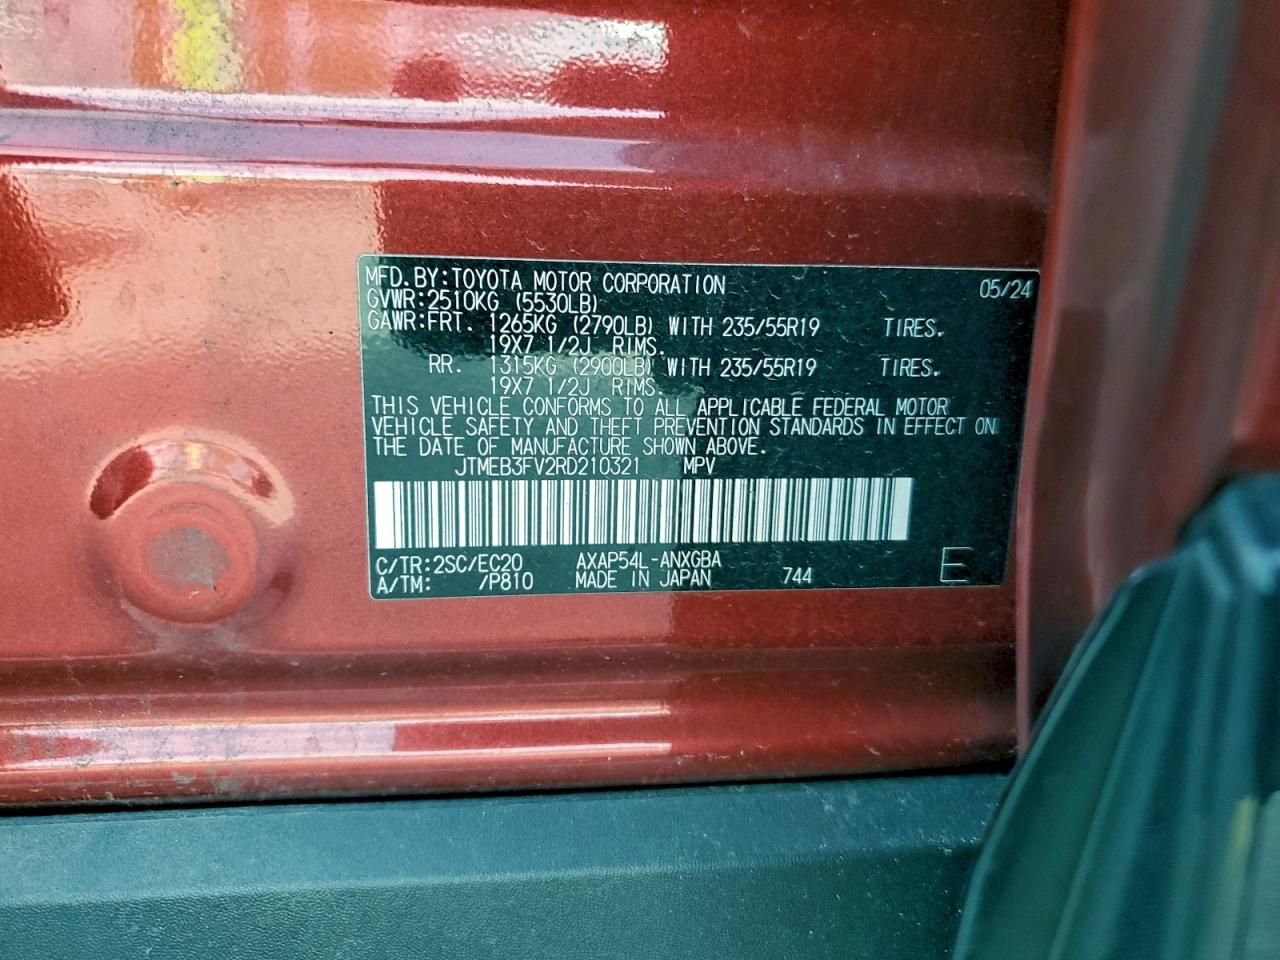 MFD. BY: TOYOTA MOTOR CORPORATION 05/24
GVWR: 2510KG (5530LB)
GAWR: FRT. 1265KG (2790LB) WITH 235/55R19 TIRES.
19X7 1/2J RIMS.
RR. 1315KG (2900LB) WITH 235/55R19 TIRES.
19X7 1/2J RIMS.
THIS VEHICLE CONFORMS TO ALL APPLICABLE FEDERAL MOTOR
VEHICLE SAFETY AND THEFT PREVENTION STANDARDS IN EFFECT ON
THE DATE OF MANUFACTURE SHOWN ABOVE.
JTMEB3FV2RD210321 MPV
C/TR: 2SC/EC20 AXAP54L-ANXGBA E
A/TM: /P810 MADE IN JAPAN 744